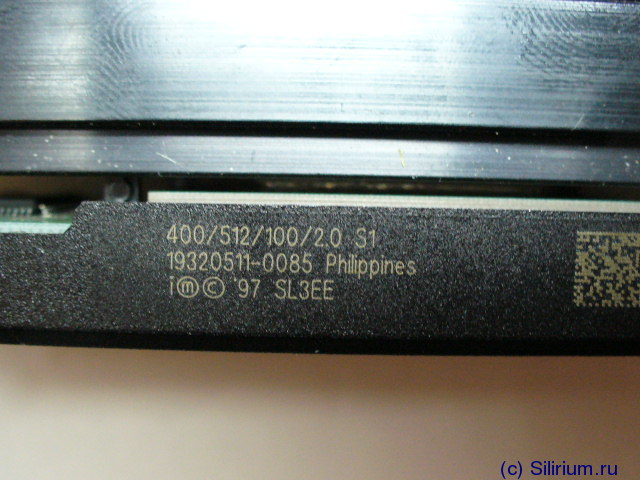 400/512/100/2.0 S1
19320511-0085 Philippines
i ⓜ © '97 SL3EE
(c) Silirium.ru